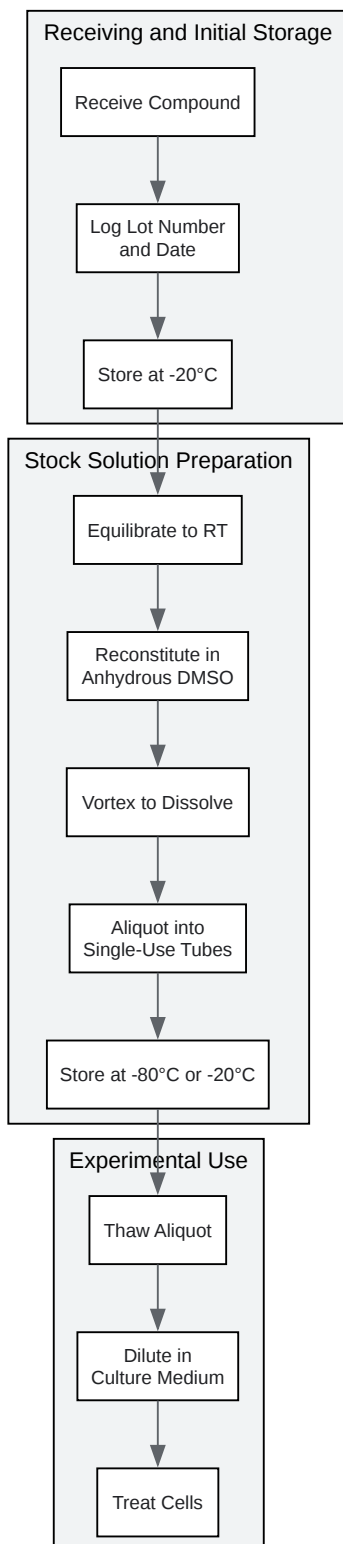 Receiving and Initial Storage
Receive Compound
Log Lot Number
and Date
Store at -20°C
Stock Solution Preparation
Equilibrate to RT
Reconstitute in
Anhydrous DMSO
Vortex to Dissolve
Aliquot into
Single-Use Tubes
Store at -80°C or -20°C
Experimental Use
Thaw Aliquot
Dilute in
Culture Medium
Treat Cells